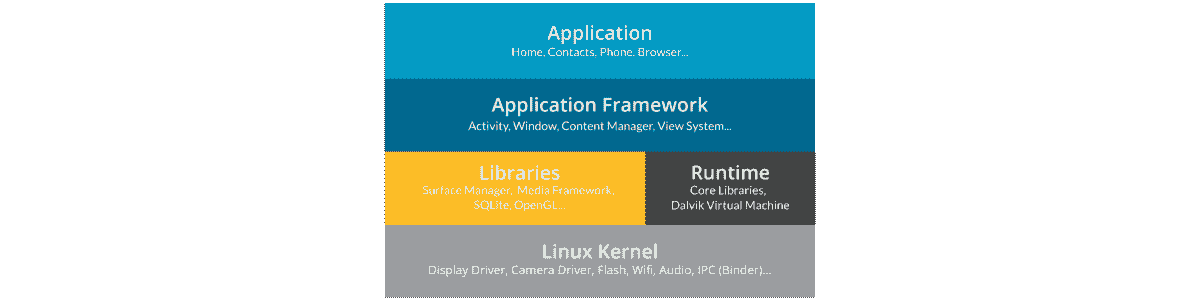 Application
Home, Contacts, Phone, Browser...
Application Framework
Activity, Window, Content Manager, View System...
Libraries
Surface Manager, Media Framework,
SQLite, OpenGL...
Runtime
Core Libraries,
Dalvik Virtual Machine
Linux Kernel
Display Driver, Camera Driver, Flash, Wifi, Audio, IPC (Binder)...